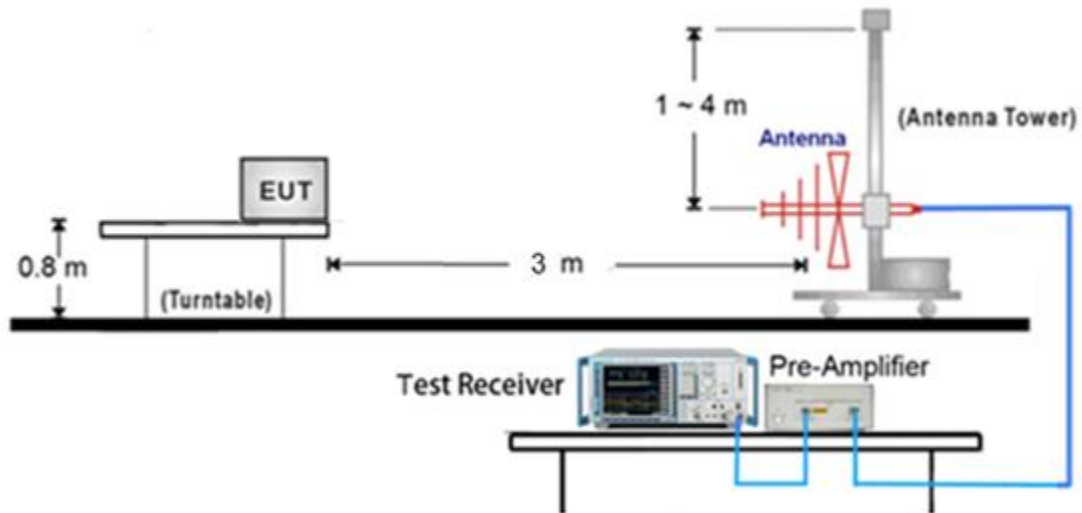 1 ~ 4 m
(Antenna Tower)
Antenna
EUT
0.8 m
3 m
(Turntable)
Test Receiver
Pre-Amplifier